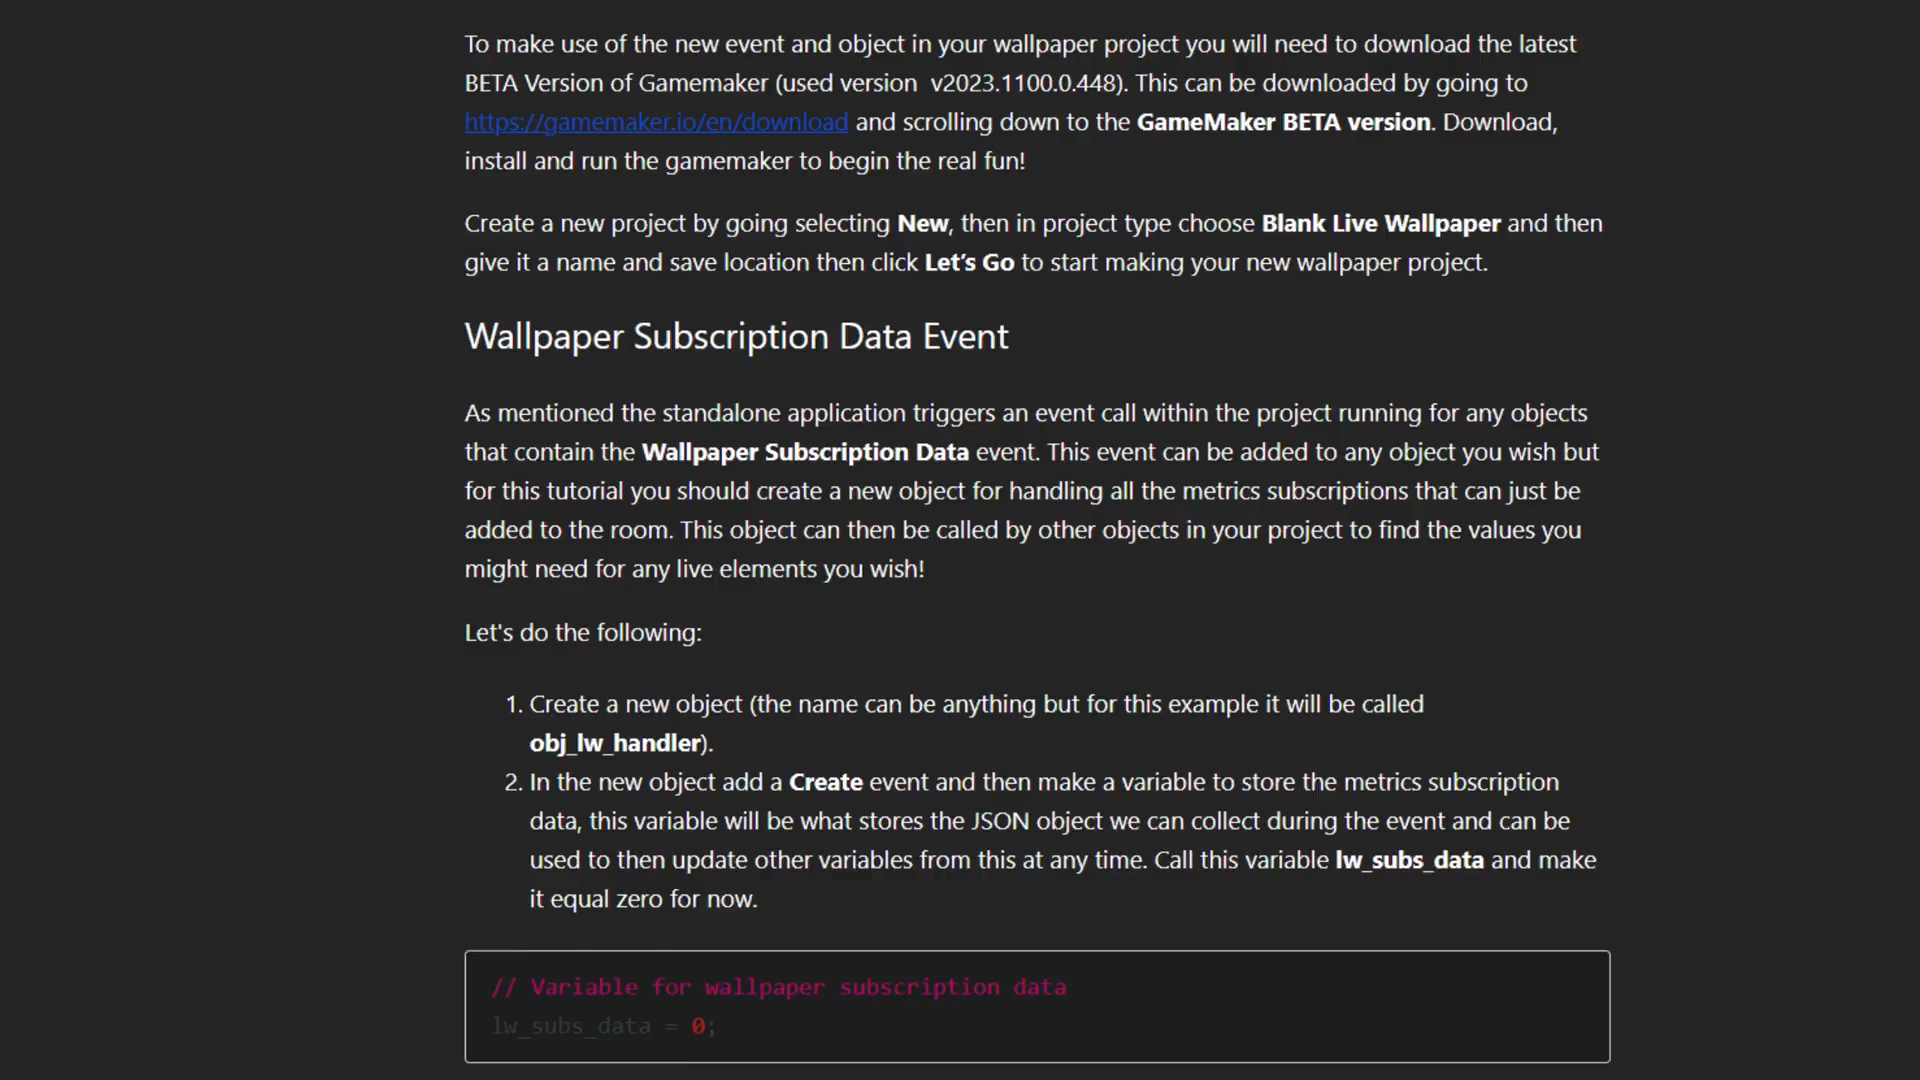 To make use of the new event and object in your wallpaper project you will need to download the latest
BETA Version of Gamemaker (used version  v2023.1100.0.448). This can be downloaded by going to
https://gamemaker.io/en/download and scrolling down to the GameMaker BETA version. Download,
install and run the gamemaker to begin the real fun!
Create a new project by going selecting New, then in project type choose Blank Live Wallpaper and then
give it a name and save location then click Let’s Go to start making your new wallpaper project.
Wallpaper Subscription Data Event
As mentioned the standalone application triggers an event call within the project running for any objects
that contain the Wallpaper Subscription Data event. This event can be added to any object you wish but
for this tutorial you should create a new object for handling all the metrics subscriptions that can just be
added to the room. This object can then be called by other objects in your project to find the values you
might need for any live elements you wish!
Let's do the following:
1. Create a new object (the name can be anything but for this example it will be called
obj_lw_handler).
2. In the new object add a Create event and then make a variable to store the metrics subscription
data, this variable will be what stores the JSON object we can collect during the event and can be
used to then update other variables from this at any time. Call this variable lw_subs_data and make
it equal zero for now.
// Variable for wallpaper subscription data
lw_subs_data = 0;